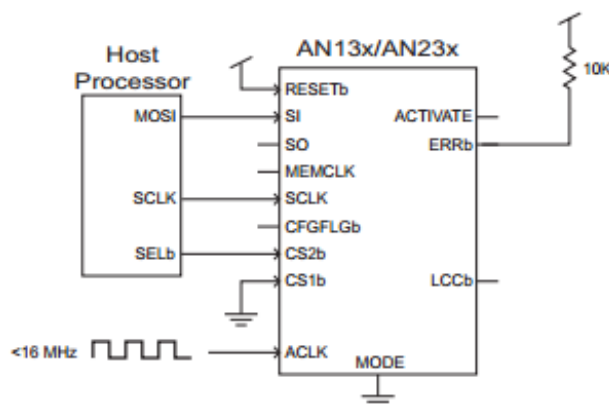 AN13x/AN23x
Host
Processor
10K
RESETb
MOSI
SI
ACTIVATE
SO
ERRb
MEMCLK
SCLK
SCLK
CFGFLGb
SELb
CS2b
CS1b
LCCb
<16 MHz
ACLK
MODE